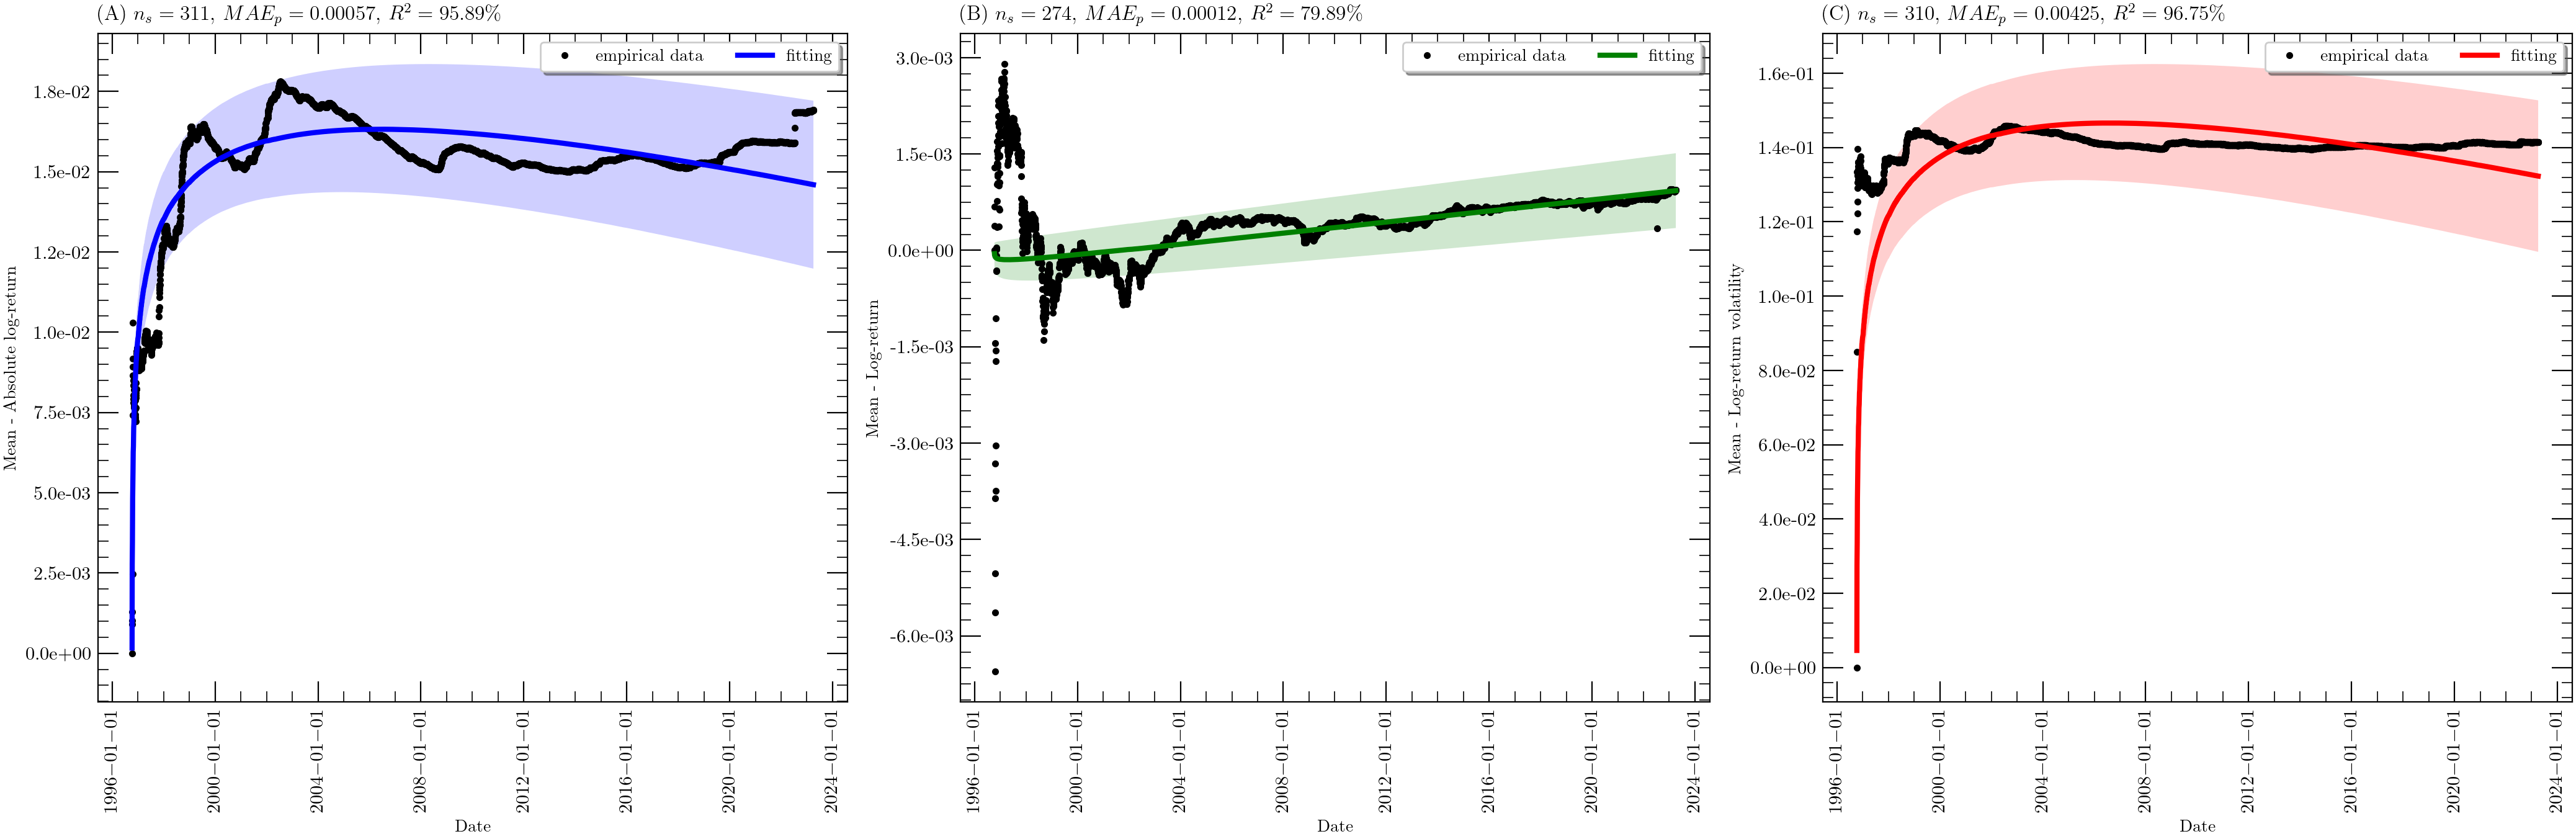 (A) n_s = 311, MAE_p = 0.00057, R² = 95.89%
empirical data
fitting
Mean - Absolute log-return
1.8e-02
1.5e-02
1.2e-02
1.0e-02
7.5e-03
5.0e-03
2.5e-03
0.0e+00
1996−01−01
2000−01−01
2004−01−01
2008−01−01
2012−01−01
2016−01−01
2020−01−01
2024−01−01
Date
(B) n_s = 274, MAE_p = 0.00012, R² = 79.89%
empirical data
fitting
Mean - Log-return
3.0e-03
1.5e-03
0.0e+00
-1.5e-03
-3.0e-03
-4.5e-03
-6.0e-03
1996−01−01
2000−01−01
2004−01−01
2008−01−01
2012−01−01
2016−01−01
2020−01−01
2024−01−01
Date
(C) n_s = 310, MAE_p = 0.00425, R² = 96.75%
empirical data
fitting
Mean - Log-return volatility
1.6e-01
1.4e-01
1.2e-01
1.0e-01
8.0e-02
6.0e-02
4.0e-02
2.0e-02
0.0e+00
1996−01−01
2000−01−01
2004−01−01
2008−01−01
2012−01−01
2016−01−01
2020−01−01
2024−01−01
Date